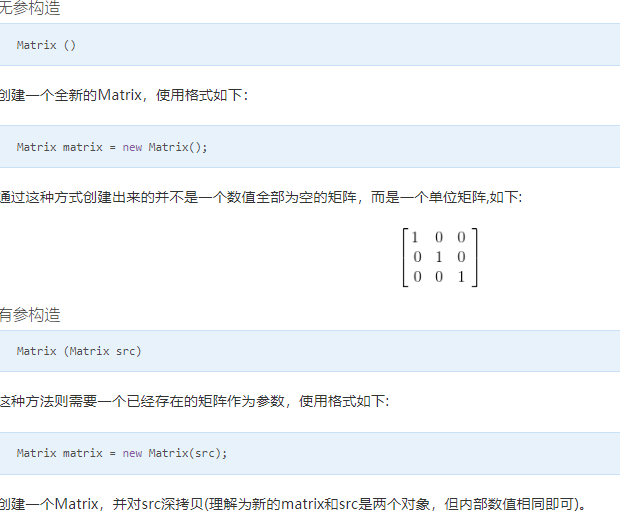 无参构造
Matrix ()
创建一个全新的Matrix，使用格式如下：
Matrix matrix = new Matrix();
通过这种方式创建出来的并不是一个数值全部为空的矩阵，而是一个单位矩阵,如下:
1 0 0
0 1 0
0 0 1
有参构造
Matrix (Matrix src)
这种方法则需要一个已经存在的矩阵作为参数，使用格式如下:
Matrix matrix = new Matrix(src);
创建一个Matrix，并对src深拷贝(理解为新的matrix和src是两个对象，但内部数值相同即可)。